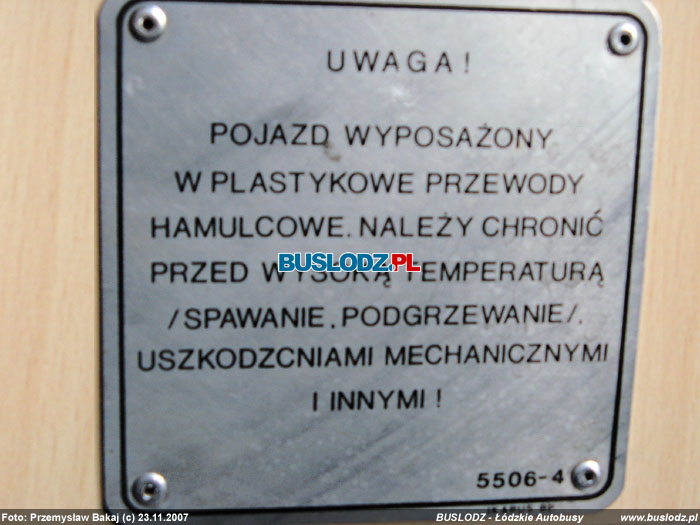 UWAGA!
POJAZD WYPOSAŻONY
W PLASTYKOWE PRZEWODY
HAMULCOWE. NALEŻY CHRONIĆ
PRZED WYSOKĄ TEMPERATURĄ
BUSLODZ.PL
/SPAWANIE, PODGRZEWANIE/.
USZKODZCNIAMI MECHANICZNYMI
I INNYMI!
5506-4
Foto: Przemysław Bakaj (c) 23.11.2007
BUSLODZ - Łódzkie Autobusy
www.buslodz.pl